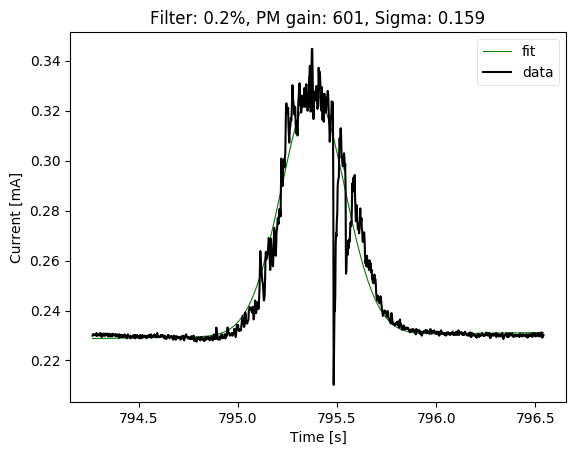 Filter: 0.2%, PM gain: 601, Sigma: 0.159
fit
data
0.34
0.32
0.30
0.28
0.26
0.24
0.22
Current [mA]
794.5
795.0
795.5
796.0
796.5
Time [s]